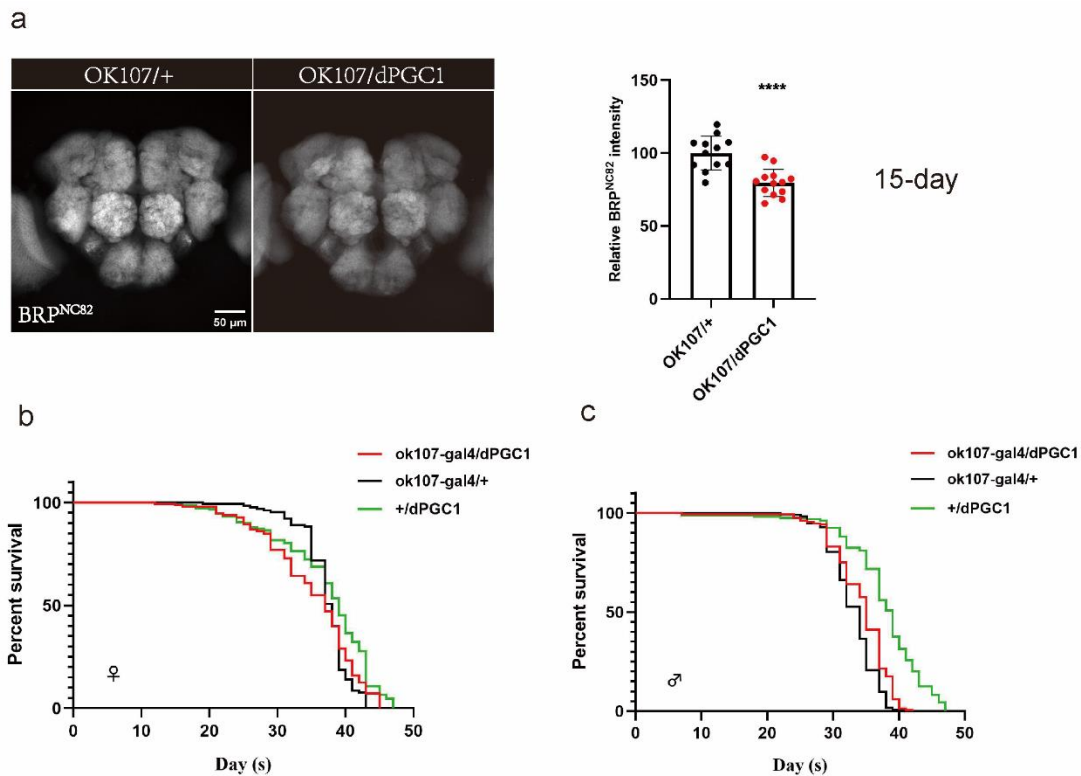 a
OK107/+
OK107/dPGC1
BRP^NC82
50 µm
150
100
50
0
Relative BRP^NC82 intensity
****
OK107/+
OK107/dPGC1
15-day
b
ok107-gal4/dPGC1
ok107-gal4/+
+/dPGC1
100
50
0
Percent survival
♀
0 10 20 30 40 50
Day (s)
c
ok107-gal4/dPGC1
ok107-gal4/+
+/dPGC1
100
50
0
Percent survival
♂
0 10 20 30 40 50
Day (s)